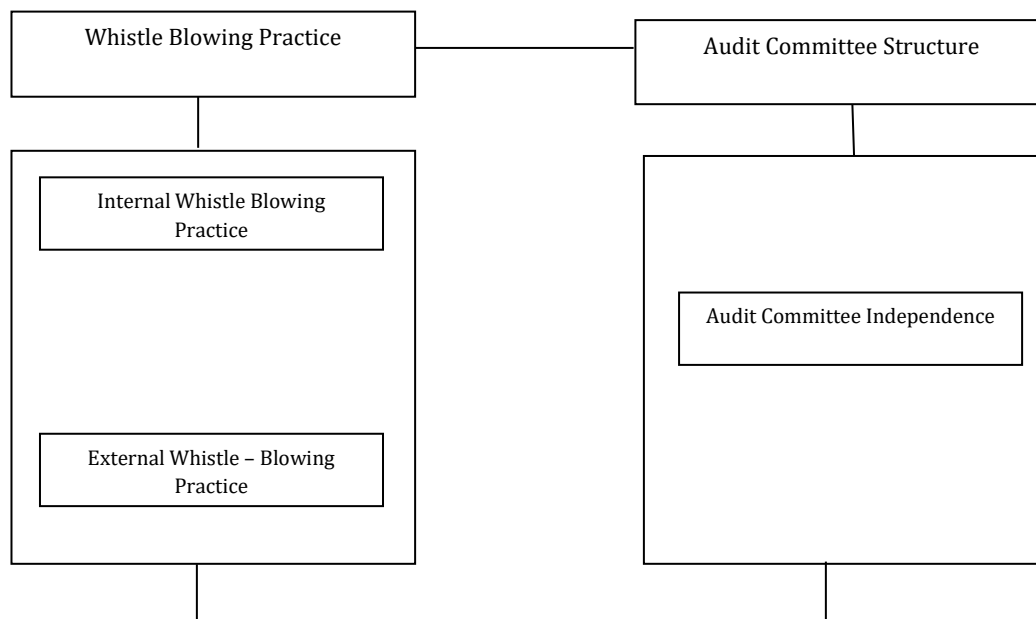 Whistle Blowing Practice
Audit Committee Structure
Internal Whistle Blowing
Practice
Audit Committee Independence
External Whistle – Blowing
Practice